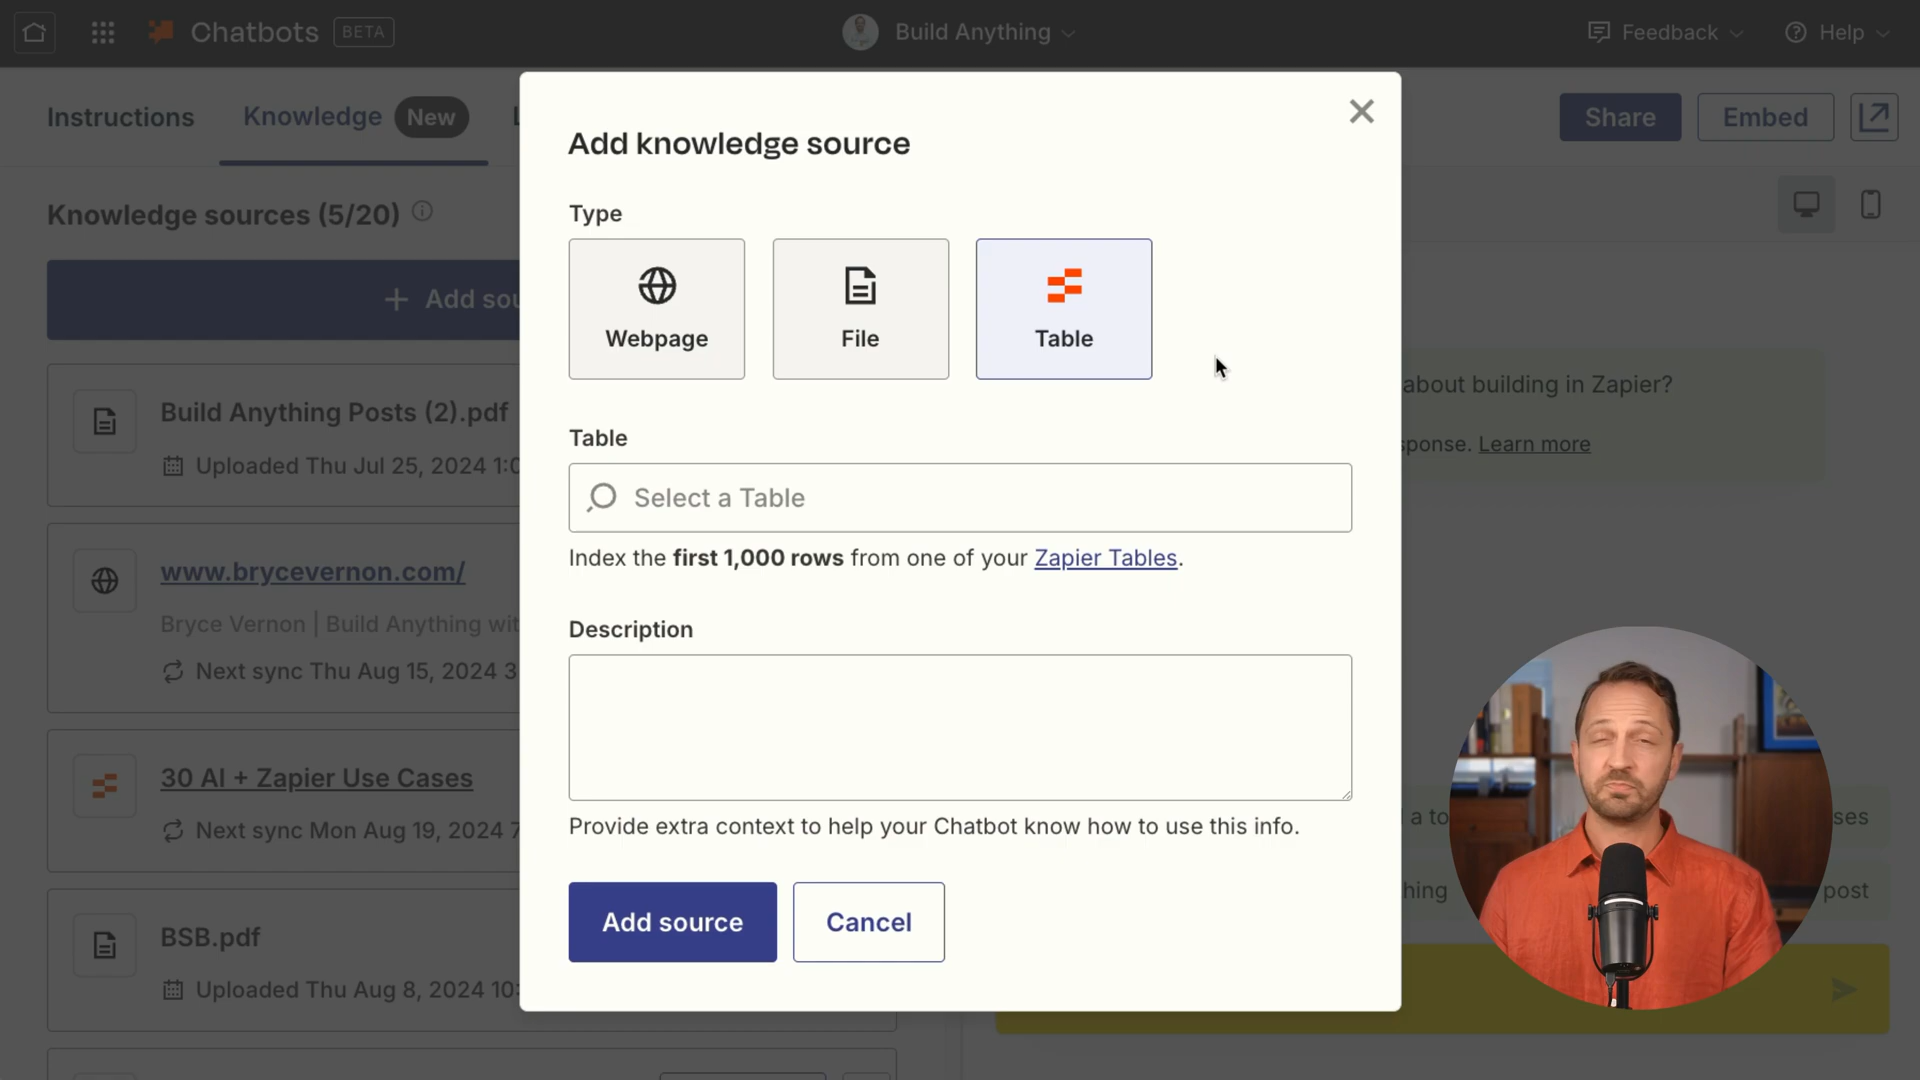 Chatbots BETA
Build Anything
Feedback
Help
Instructions
Knowledge New
Share
Embed
Knowledge sources (5/20)
+ Add sou
Build Anything Posts (2).pdf
Uploaded Thu Jul 25, 2024 1:0
www.brycevernon.com/
Bryce Vernon | Build Anything wit
Next sync Thu Aug 15, 2024 3
30 AI + Zapier Use Cases
Next sync Mon Aug 19, 2024 7
BSB.pdf
Uploaded Thu Aug 8, 2024 10:
Add knowledge source
Type
Webpage
File
Table
Table
Select a Table
Index the first 1,000 rows from one of your Zapier Tables.
Description
Provide extra context to help your Chatbot know how to use this info.
Add source
Cancel
about building in Zapier?
sponse. Learn more
a to
ses
hing
post